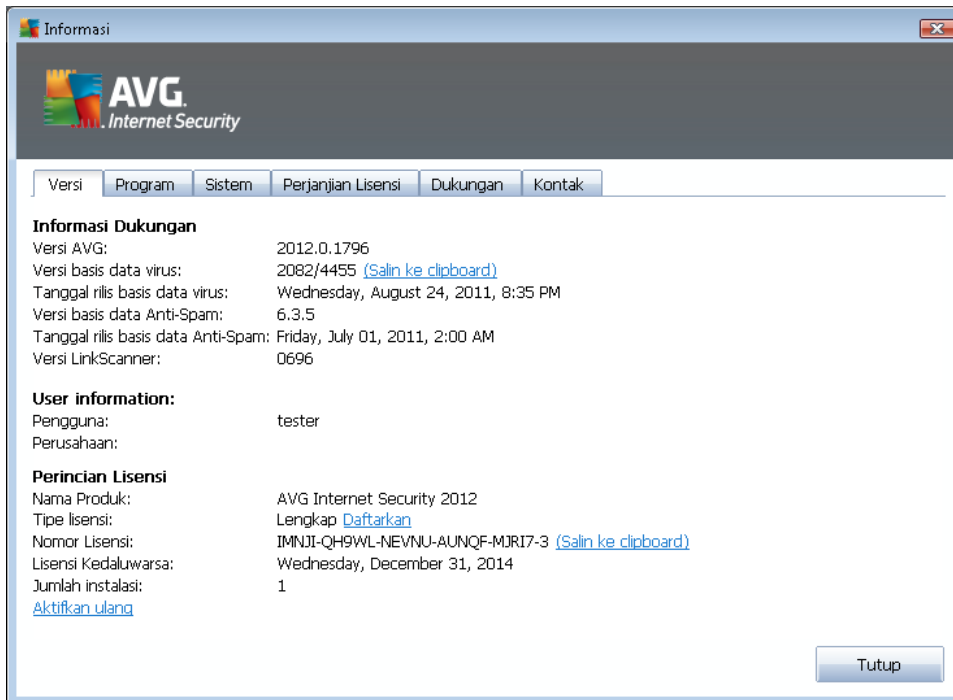 Informasi
AVG.
Internet Security
Versi Program Sistem Perjanjian Lisensi Dukungan Kontak
Informasi Dukungan
Versi AVG: 2012.0.1796
Versi basis data virus: 2082/4455 (Salin ke clipboard)
Tanggal rilis basis data virus: Wednesday, August 24, 2011, 8:35 PM
Versi basis data Anti-Spam: 6.3.5
Tanggal rilis basis data Anti-Spam: Friday, July 01, 2011, 2:00 AM
Versi LinkScanner: 0696
User information:
Pengguna: tester
Perusahaan:
Perincian Lisensi
Nama Produk: AVG Internet Security 2012
Tipe lisensi: Lengkap Daftarkan
Nomor Lisensi: IMNJI-QH9WL-NEVNU-AUNQF-MJRI7-3 (Salin ke clipboard)
Lisensi Kedaluwarsa: Wednesday, December 31, 2014
Jumlah instalasi: 1
Aktifkan ulang
Tutup